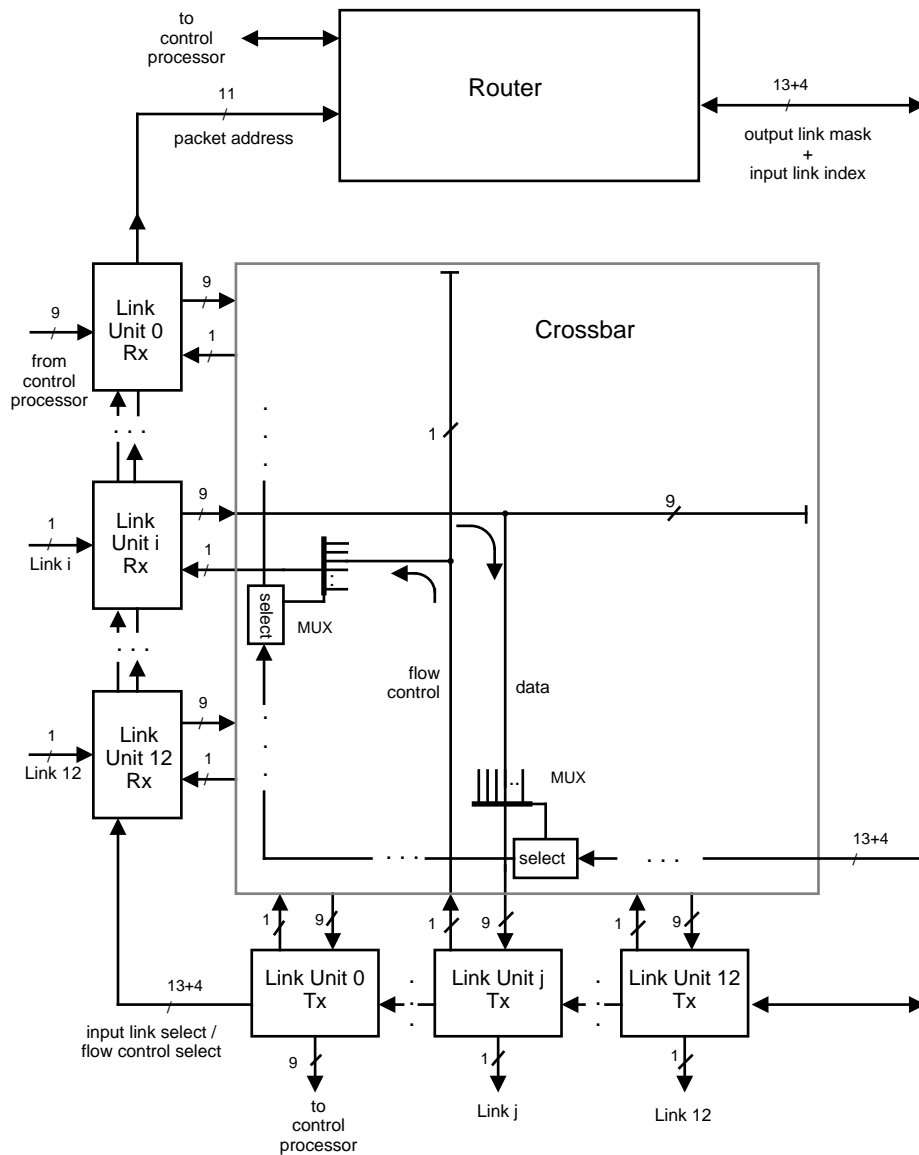 to
control
processor
Router
11
packet address
13+4
output link mask
+
input link index
Link
Unit 0
Rx
9
from
control
processor
9
1
Crossbar
1
. . .
Link
Unit i
Rx
1
Link i
9
1
9
select
MUX
flow
control
data
. . .
Link
Unit 12
Rx
1
Link 12
9
1
MUX
select
. . .
. . .
13+4
1
9
1
9
1
9
Link Unit 0
Tx
Link Unit j
Tx
Link Unit 12
Tx
13+4
input link select /
flow control select
9
to
control
processor
1
Link j
1
Link 12